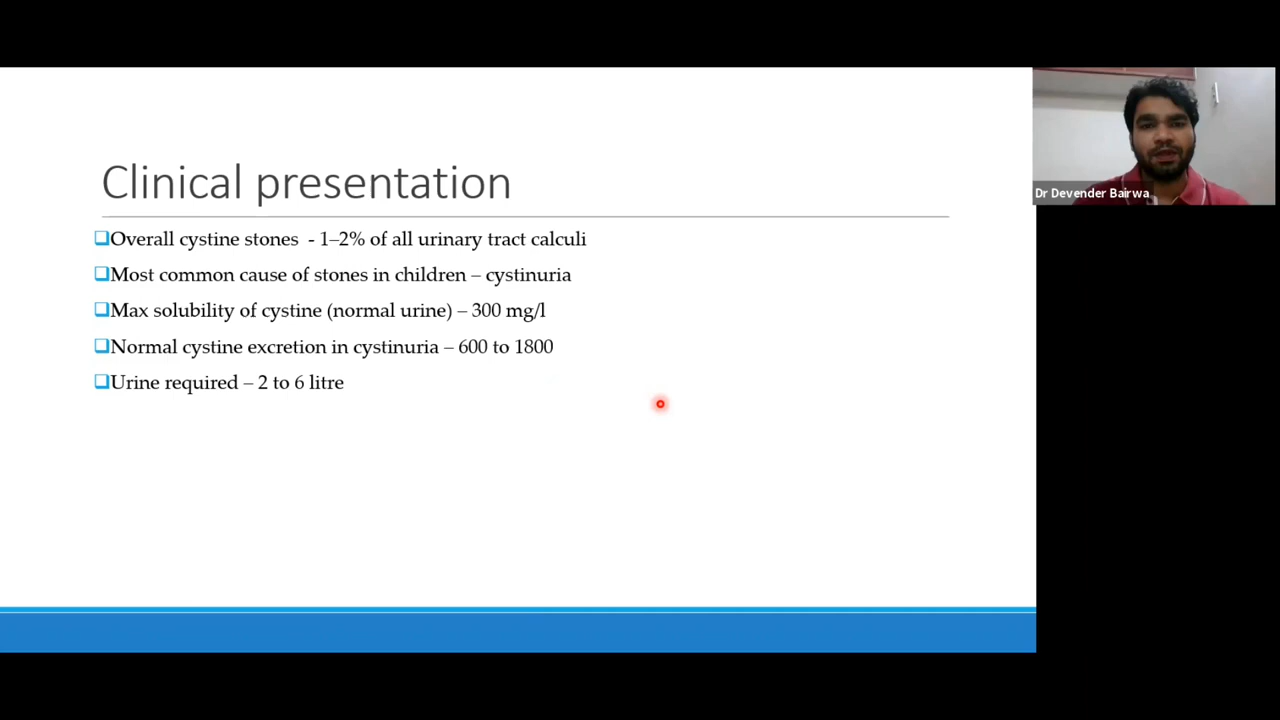 Clinical presentation
Overall cystine stones - 1–2% of all urinary tract calculi
Most common cause of stones in children – cystinuria
Max solubility of cystine (normal urine) – 300 mg/l
Normal cystine excretion in cystinuria – 600 to 1800
Urine required – 2 to 6 litre
Dr Devender Bairwa